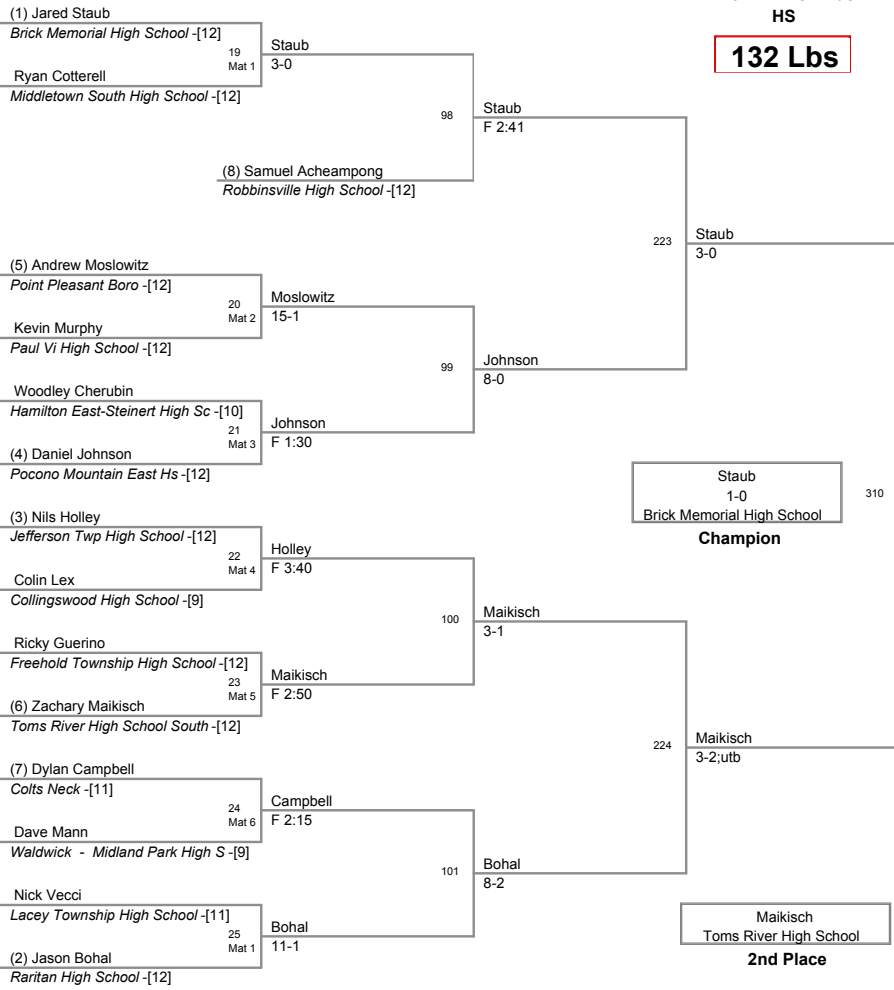 HS
132 Lbs
(1) Jared Staub
Brick Memorial High School -[12]
19
Mat 1
Staub
3-0
Ryan Cotterell
Middletown South High School -[12]
98
Staub
F 2:41
(8) Samuel Acheampong
Robbinsville High School -[12]
223
Staub
3-0
(5) Andrew Moslowitz
Point Pleasant Boro -[12]
20
Mat 2
Moslowitz
15-1
Kevin Murphy
Paul Vi High School -[12]
99
Johnson
8-0
Woodley Cherubin
Hamilton East-Steinert High Sc -[10]
21
Mat 3
Johnson
F 1:30
(4) Daniel Johnson
Pocono Mountain East Hs -[12]
Staub
1-0
Brick Memorial High School
310
Champion
(3) Nils Holley
Jefferson Twp High School -[12]
22
Mat 4
Holley
F 3:40
Colin Lex
Collingswood High School -[9]
100
Maikisch
3-1
Ricky Guerino
Freehold Township High School -[12]
23
Mat 5
Maikisch
F 2:50
(6) Zachary Maikisch
Toms River High School South -[12]
224
Maikisch
3-2;utb
(7) Dylan Campbell
Colts Neck -[11]
24
Mat 6
Campbell
F 2:15
Dave Mann
Waldwick - Midland Park High S -[9]
101
Bohal
8-2
Nick Vecci
Lacey Township High School -[11]
25
Mat 1
Bohal
11-1
(2) Jason Bohal
Raritan High School -[12]
Maikisch
Toms River High School
2nd Place